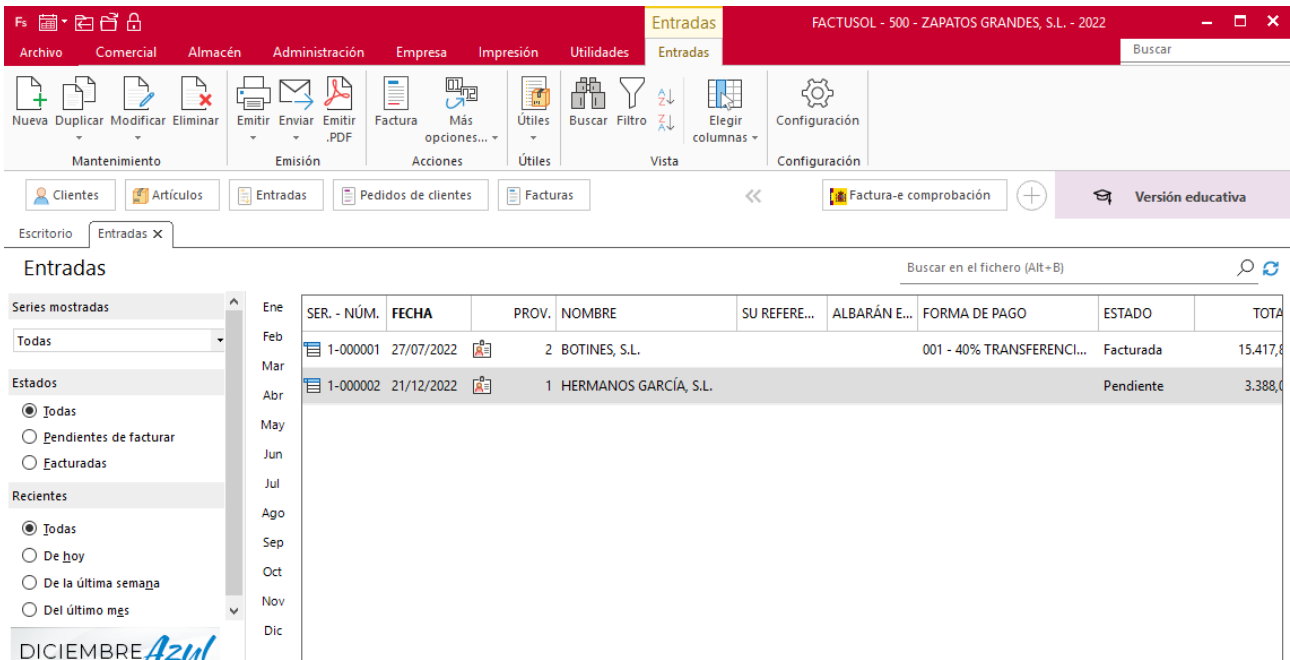 Fs
Entradas
FACTUSOL - 500 - ZAPATOS GRANDES, S.L. - 2022
Archivo Comercial Almacén Administración Empresa Impresión Utilidades Entradas Buscar
Nueva Duplicar Modificar Eliminar Emitir Enviar Emitir .PDF Factura Más opciones... Útiles Buscar Filtro Elegir columnas Configuración
Mantenimiento Emisión Acciones Útiles Vista Configuración
Clientes Artículos Entradas Pedidos de clientes Facturas Factura-e comprobación Versión educativa
Escritorio Entradas
Entradas Buscar en el fichero (Alt+B)
Series mostradas
Todas
Estados
Todas
Pendientes de facturar
Facturadas
Recientes
Todas
De hoy
De la última semana
Del último mes
DICIEMBRE Azul
Ene
Feb
Mar
Abr
May
Jun
Jul
Ago
Sep
Oct
Nov
Dic
SER. - NÚM. FECHA PROV. NOMBRE SU REFERE... ALBARÁN E... FORMA DE PAGO ESTADO TOTA
1-000001 27/07/2022 2 BOTINES, S.L. 001 - 40% TRANSFERENCI... Facturada 15.417,8
1-000002 21/12/2022 1 HERMANOS GARCÍA, S.L. Pendiente 3.388,0